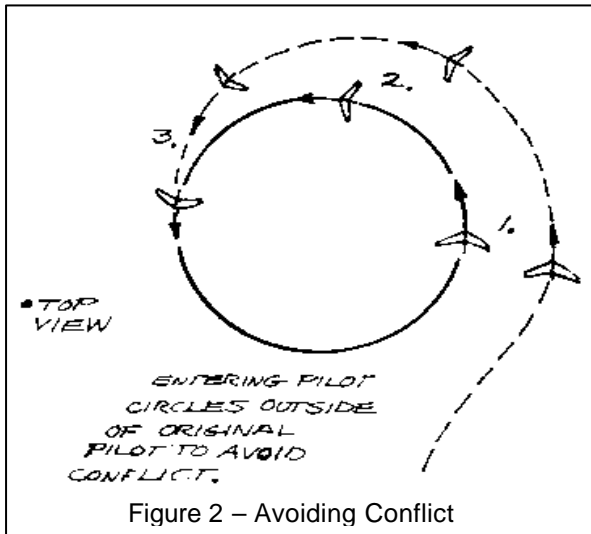 2.
3.
1.
• TOP
VIEW
ENTERING PILOT
CIRCLES OUTSIDE
OF ORIGINAL
PILOT TO AVOID
CONFLICT.
Figure 2 – Avoiding Conflict